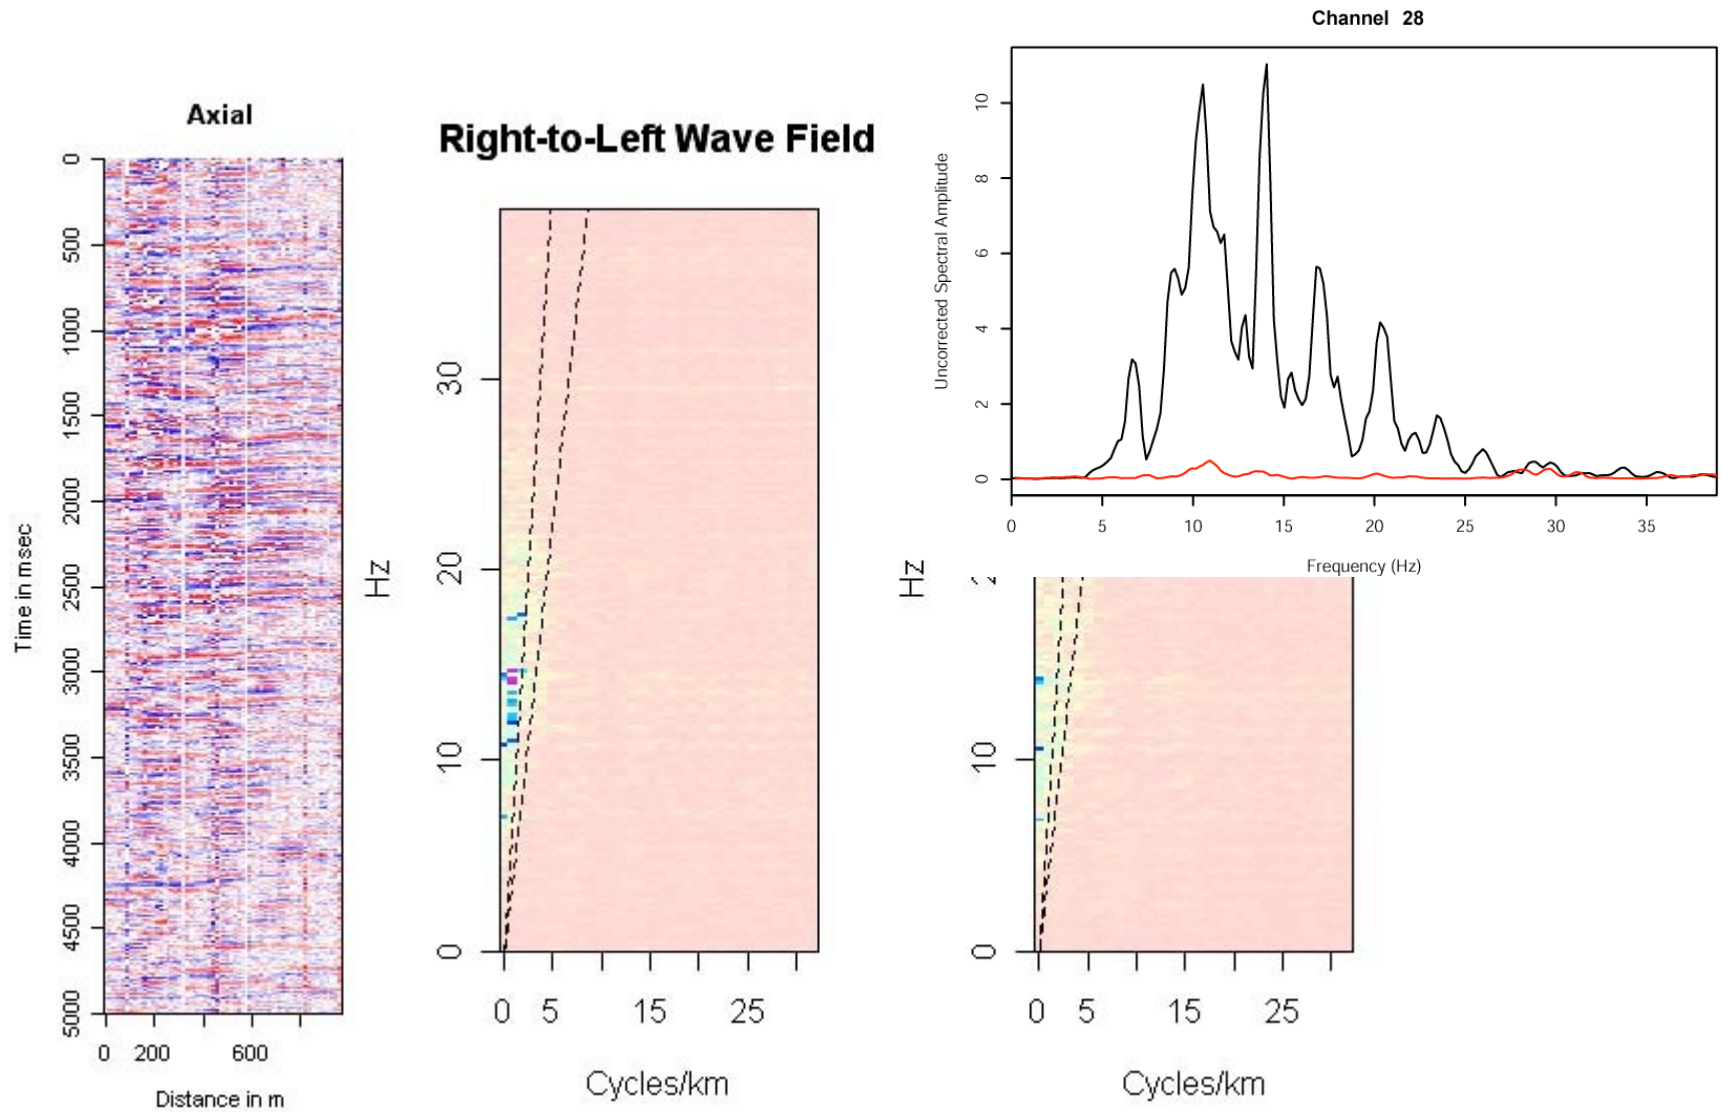 Axial
0
500
1000
1500
2000
2500
3000
3500
4000
4500
5000
Time in msec
0 200 600
Distance in m
Right-to-Left Wave Field
30
20
10
0
Hz
0 5 15 25
Cycles/km
Channel 28
10
8
6
4
2
0
Uncorrected Spectral Amplitude
0 5 10 15 20 25 30 35
Frequency (Hz)
Hz
10
0
0 5 15 25
Cycles/km